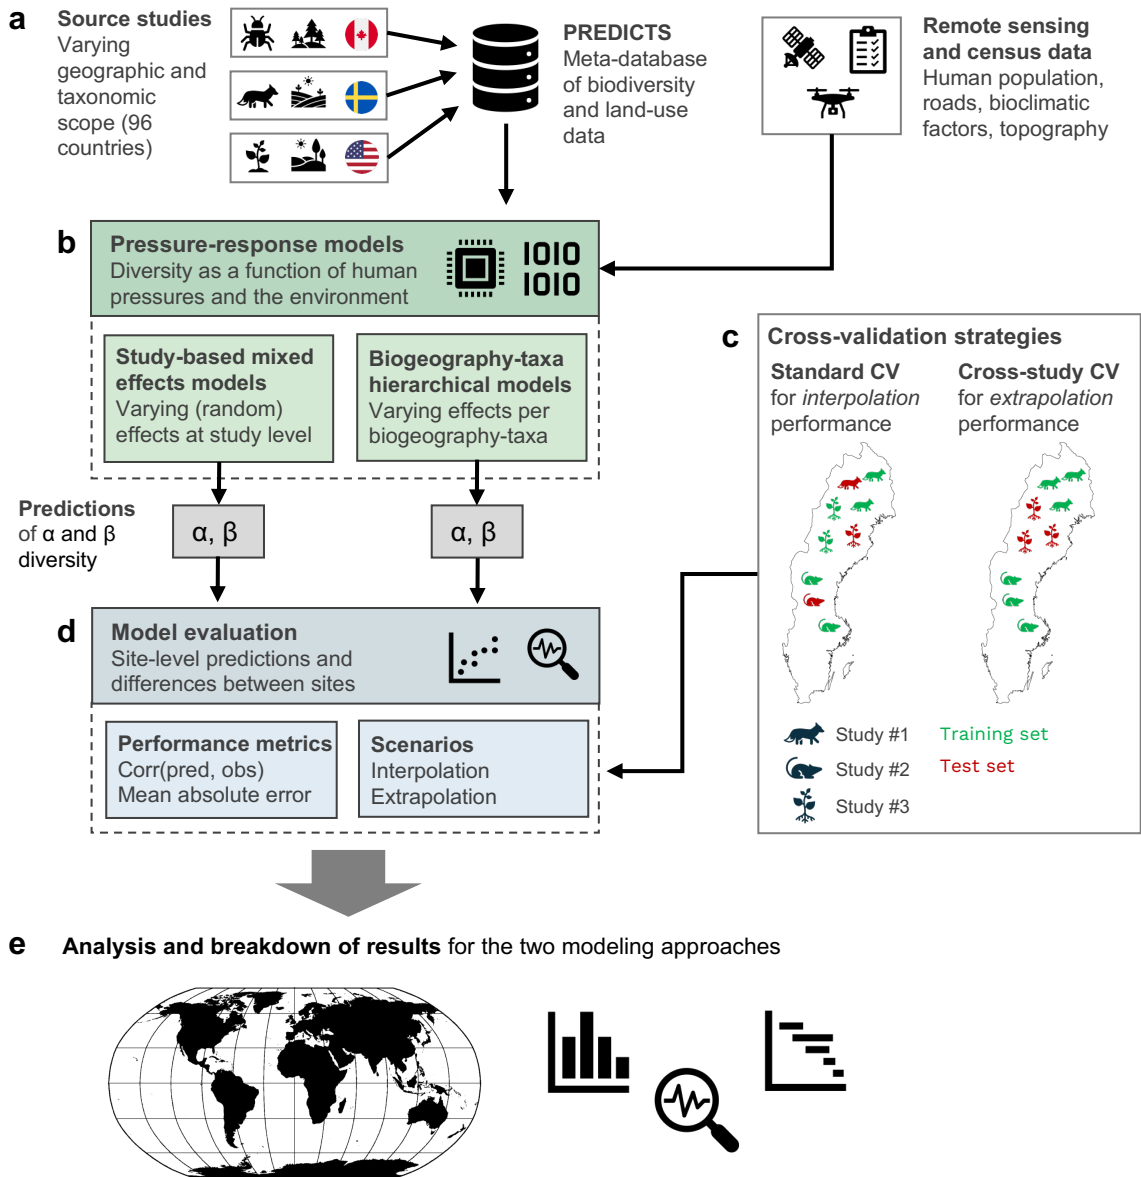 a
Source studies
Varying
geographic and
taxonomic
scope (96
countries)
PREDICTS
Meta-database
of biodiversity
and land-use
data
Remote sensing
and census data
Human population,
roads, bioclimatic
factors, topography
b
Pressure-response models
Diversity as a function of human
pressures and the environment
IOIO
IOIO
Study-based mixed
effects models
Varying (random)
effects at study level
Biogeography-taxa
hierarchical models
Varying effects per
biogeography-taxa
Predictions
of α and β
diversity
α, β
α, β
c
Cross-validation strategies
Standard CV
for interpolation
performance
Cross-study CV
for extrapolation
performance
Study #1
Study #2
Study #3
Training set
Test set
d
Model evaluation
Site-level predictions and
differences between sites
Performance metrics
Corr(pred, obs)
Mean absolute error
Scenarios
Interpolation
Extrapolation
e
Analysis and breakdown of results for the two modeling approaches